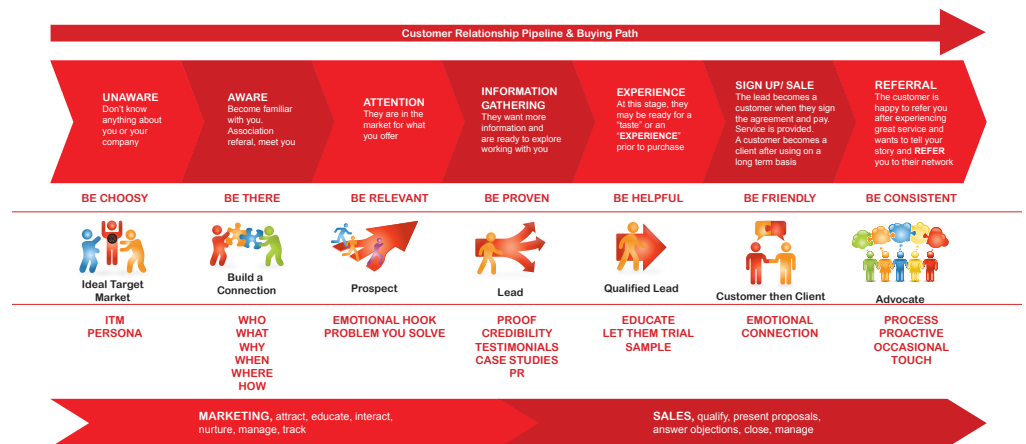 Customer Relationship Pipeline & Buying Path
UNAWARE
Don't know
anything about
you or your
company
AWARE
Become familiar
with you.
Association
referal, meet you
ATTENTION
They are in the
market for what
you offer
INFORMATION
GATHERING
They want more
information and
are ready to explore
working with you
EXPERIENCE
At this stage, they
may be ready for a
"taste" or an
"EXPERIENCE"
prior to purchase
SIGN UP/ SALE
The lead becomes a
customer when they sign
the agreement and pay.
Service is provided.
A customer becomes a
client after using on a
long term basis
REFERRAL
The customer is
happy to refer you
after experiencing
great service and
wants to tell your
story and REFER
you to their network
BE CHOOSY
BE THERE
BE RELEVANT
BE PROVEN
BE HELPFUL
BE FRIENDLY
BE CONSISTENT
Ideal Target
Market
Build a
Connection
Prospect
Lead
Qualified Lead
Customer then Client
Advocate
ITM
PERSONA
WHO
WHAT
WHY
WHEN
WHERE
HOW
EMOTIONAL HOOK
PROBLEM YOU SOLVE
PROOF
CREDIBILITY
TESTIMONIALS
CASE STUDIES
PR
EDUCATE
LET THEM TRIAL
SAMPLE
EMOTIONAL
CONNECTION
PROCESS
PROACTIVE
OCCASIONAL
TOUCH
MARKETING, attract, educate, interact,
nurture, manage, track
SALES, qualify, present proposals,
answer objections, close, manage